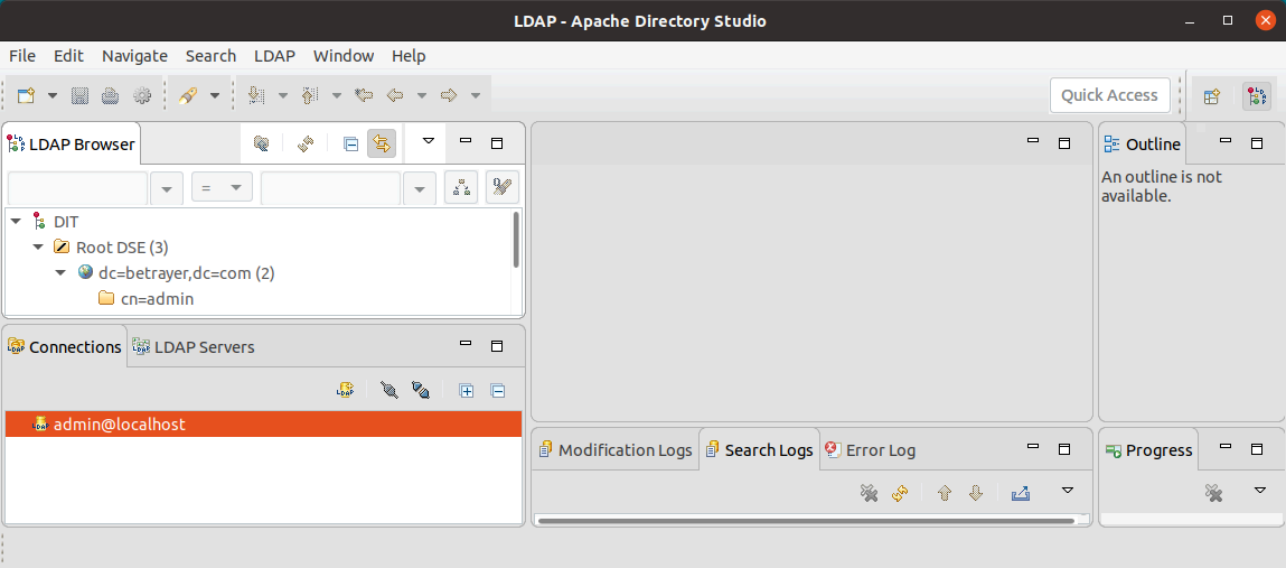 LDAP - Apache Directory Studio
File Edit Navigate Search LDAP Window Help
Quick Access
LDAP Browser
=
DIT
Root DSE (3)
dc=betrayer,dc=com (2)
cn=admin
Connections
LDAP Servers
LDAP
admin@localhost
Outline
An outline is not
available.
Modification Logs
Search Logs
Error Log
Progress